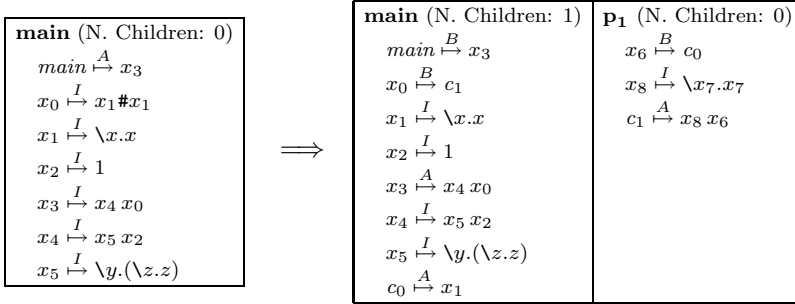 main (N. Children: 0)
main A↦ x₃
x₀ I↦ x₁#x₁
x₁ I↦ \x.x
x₂ I↦ 1
x₃ I↦ x₄ x₀
x₄ I↦ x₅ x₂
x₅ I↦ \y.(\z.z)
⟹
main (N. Children: 1)
main B↦ x₃
x₀ B↦ c₁
x₁ I↦ \x.x
x₂ I↦ 1
x₃ A↦ x₄ x₀
x₄ I↦ x₅ x₂
x₅ I↦ \y.(\z.z)
c₀ A↦ x₁
p₁ (N. Children: 0)
x₆ B↦ c₀
x₈ I↦ \x₇.x₇
c₁ A↦ x₈ x₆